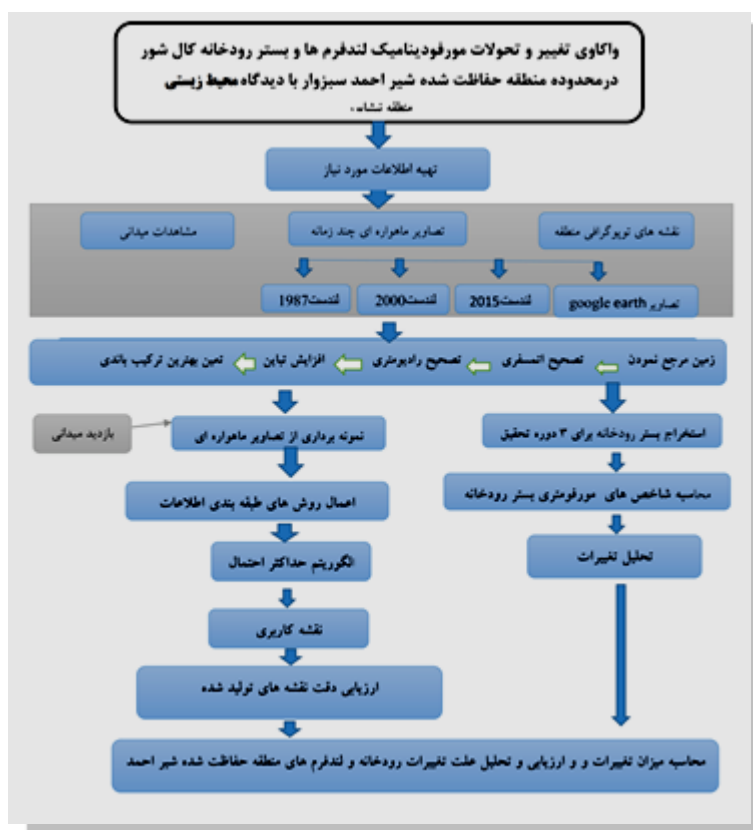 واکاوی تغییر و تحولات مورفودینامیک لندفرم ها و بستر رودخانه کال شور
درمحدوده منطقه حفاظت شده شیر احمد سبزوار با دیدگاه محیط زیستی
منطقه
تهیه اطلاعات مورد نیاز
نقشه های توپوگرافی منطقه
تصاویر ماهواره ای چند زمانه
مشاهدات میدانی
تصاویر google earth
لندست2015
لندست2000
لندست1987
زمین مرجع نمودن
تصحیح اتمسفری
تصحیح رادیومتری
افزایش تباین
تعین بهترین ترکیب باندی
استخراج بستر رودخانه برای ۳ دوره تحقیق
نمونه برداری از تصاویر ماهواره ای
بازدید میدانی
محاسبه شاخص های مورفومتری بستر رودخانه
اعمال روش های طبقه بندی اطلاعات
تحلیل تغییرات
الگوریتم حداکثر احتمال
نقشه کاربری
ارزیابی دقت نقشه های تولید شده
محاسبه میزان تغییرات و و ارزیابی و تحلیل علت تغییرات رودخانه و لندفرم های منطقه حفاظت شده شیر احمد